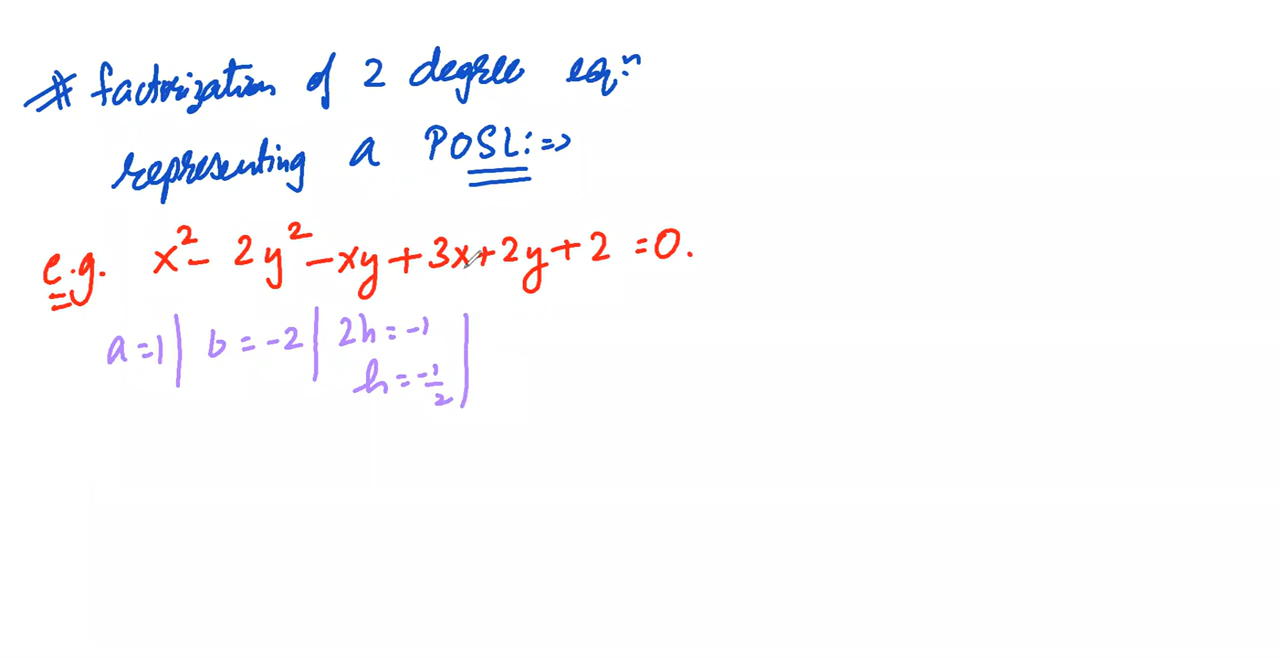 # factorization of 2 degree eq:ⁿ
representing a POSL:⇒
e.g. x² - 2y² - xy + 3x + 2y + 2 = 0.
a = 1 | b = -2 | 2h = -1 |
h = -1/2